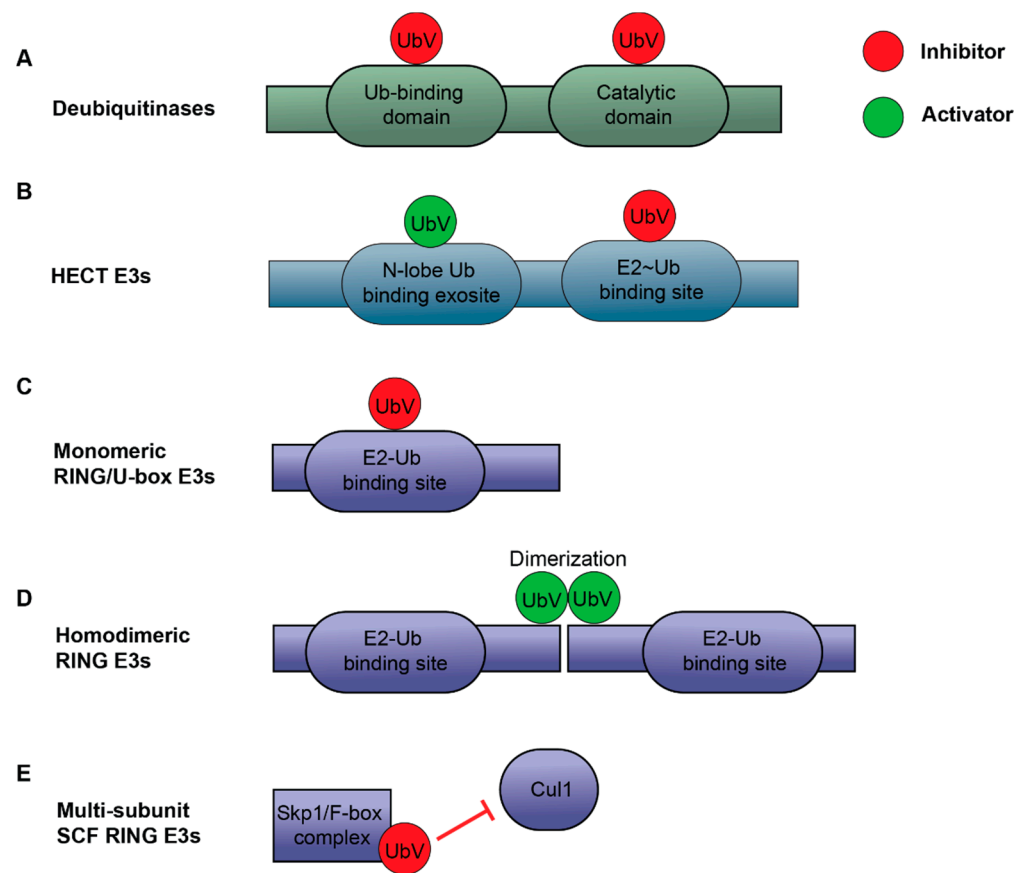 A
Deubiquitinases
UbV
UbV
Ub-binding
domain
Catalytic
domain
Inhibitor
Activator
B
HECT E3s
UbV
UbV
N-lobe Ub
binding exosite
E2~Ub
binding site
C
Monomeric
RING/U-box E3s
UbV
E2-Ub
binding site
D
Homodimeric
RING E3s
Dimerization
UbV
UbV
E2-Ub
binding site
E2-Ub
binding site
E
Multi-subunit
SCF RING E3s
Skp1/F-box
complex
UbV
Cul1